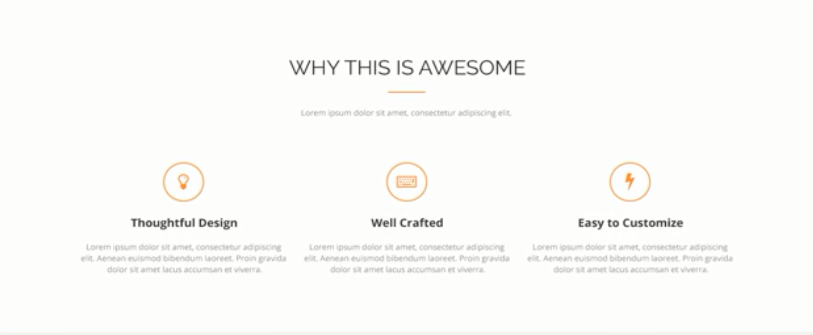 WHY THIS IS AWESOME
Lorem ipsum dolor sit amet, consectetur adipiscing elit.
Thoughtful Design
Lorem ipsum dolor sit amet, consectetur adipiscing
elit. Aenean euismod bibendum laoreet. Proin gravida
dolor sit amet lacus accumsan et viverra.
Well Crafted
Lorem ipsum dolor sit amet, consectetur adipiscing
elit. Aenean euismod bibendum laoreet. Proin gravida
dolor sit amet lacus accumsan et viverra.
Easy to Customize
Lorem ipsum dolor sit amet, consectetur adipiscing
elit. Aenean euismod bibendum laoreet. Proin gravida
dolor sit amet lacus accumsan et viverra.